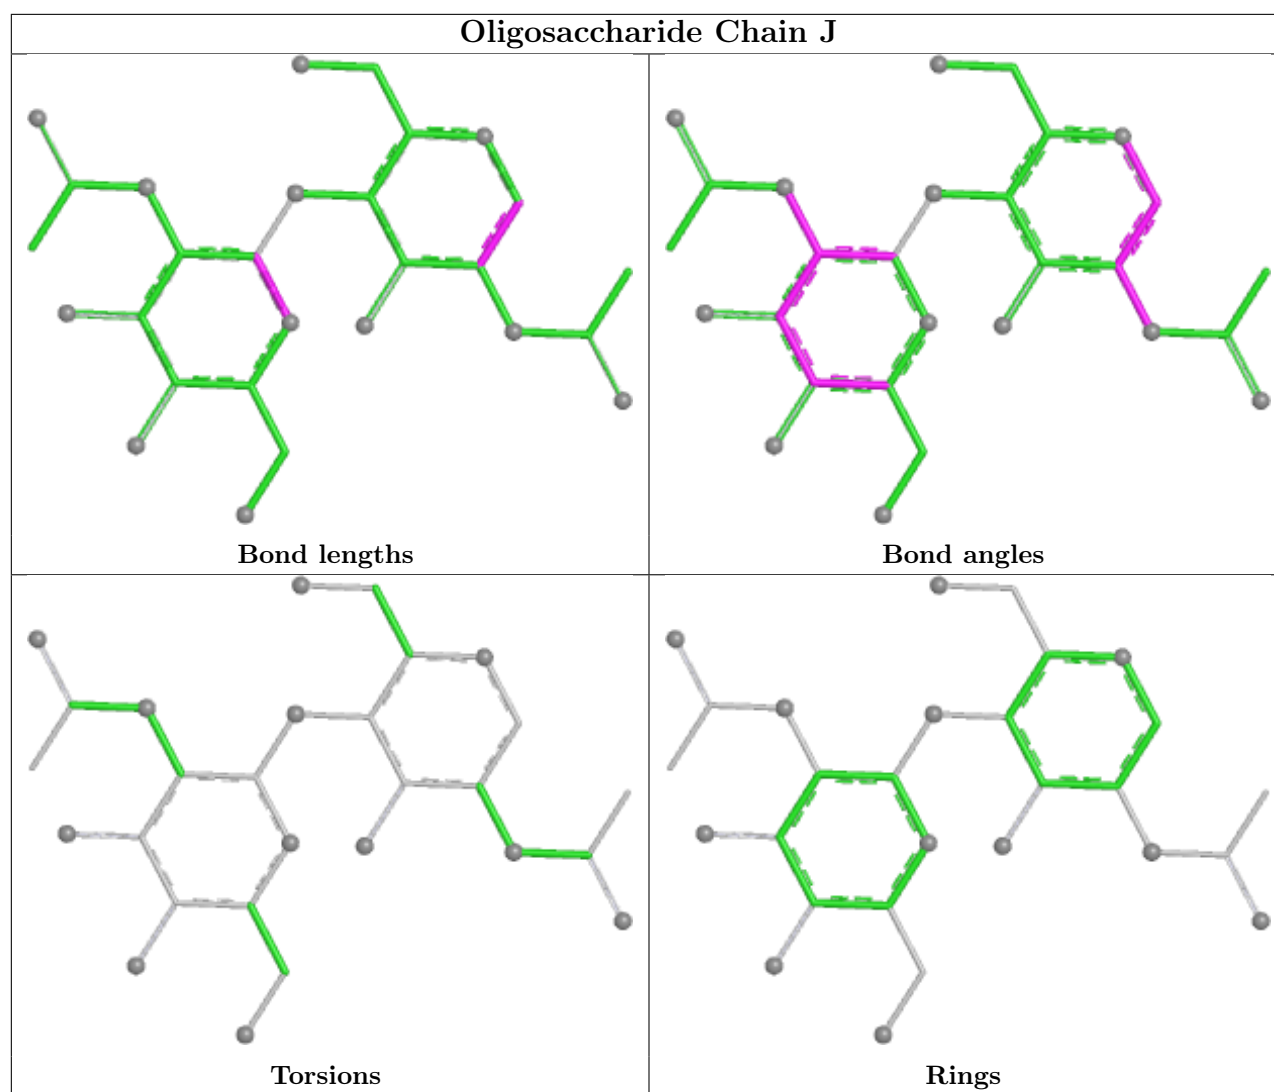 Oligosaccharide Chain J
Bond lengths
Bond angles
Torsions
Rings